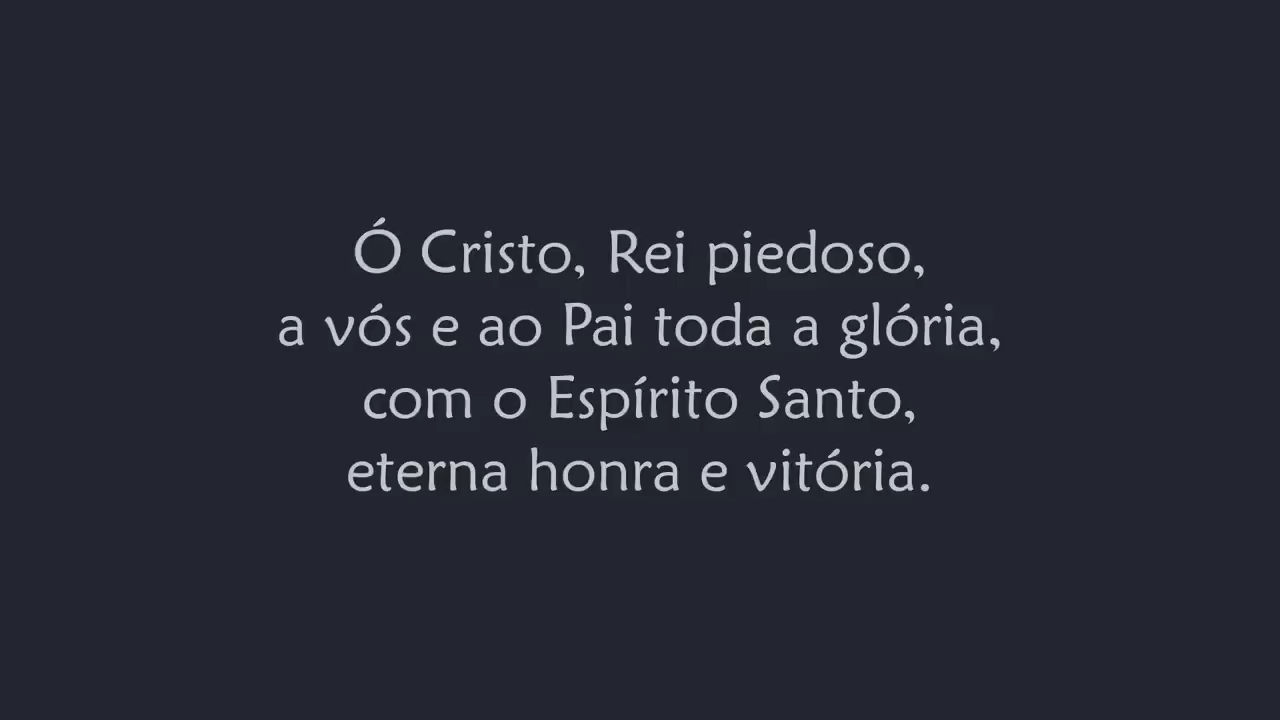 Ó Cristo, Rei piedoso,
a vós e ao Pai toda a glória,
com o Espírito Santo,
eterna honra e vitória.